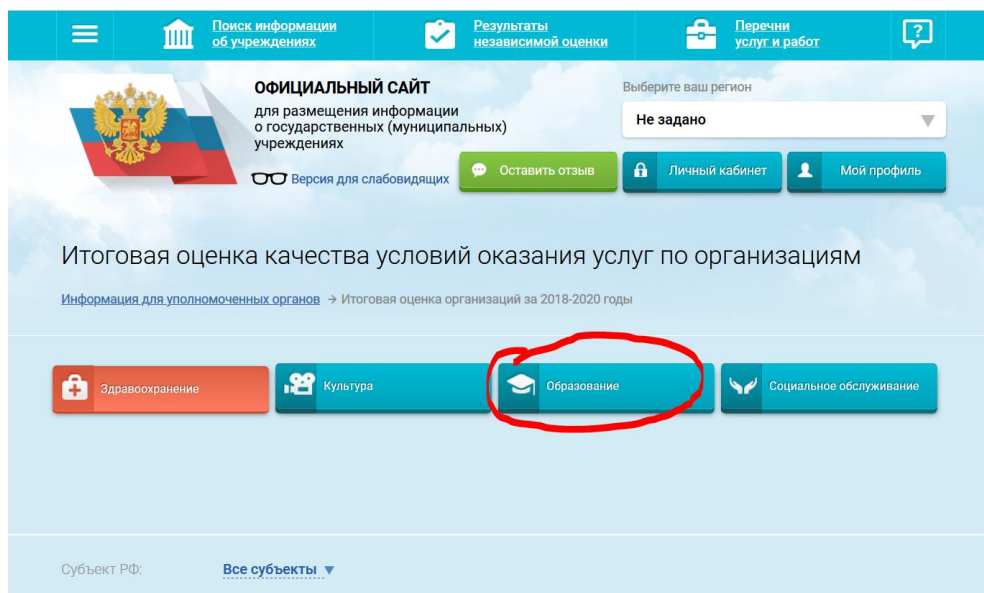 Поиск информации
об учреждениях
Результаты
независимой оценки
Перечни
услуг и работ
?
ОФИЦИАЛЬНЫЙ САЙТ
для размещения информации
о государственных (муниципальных)
учреждениях
Версия для слабовидящих
Оставить отзыв
Выберите ваш регион
Не задано
Личный кабинет
Мой профиль
Итоговая оценка качества условий оказания услуг по организациям
Информация для уполномоченных органов → Итоговая оценка организаций за 2018-2020 годы
Здравоохранение
Культура
Образование
Социальное обслуживание
Субъект РФ: Все субъекты